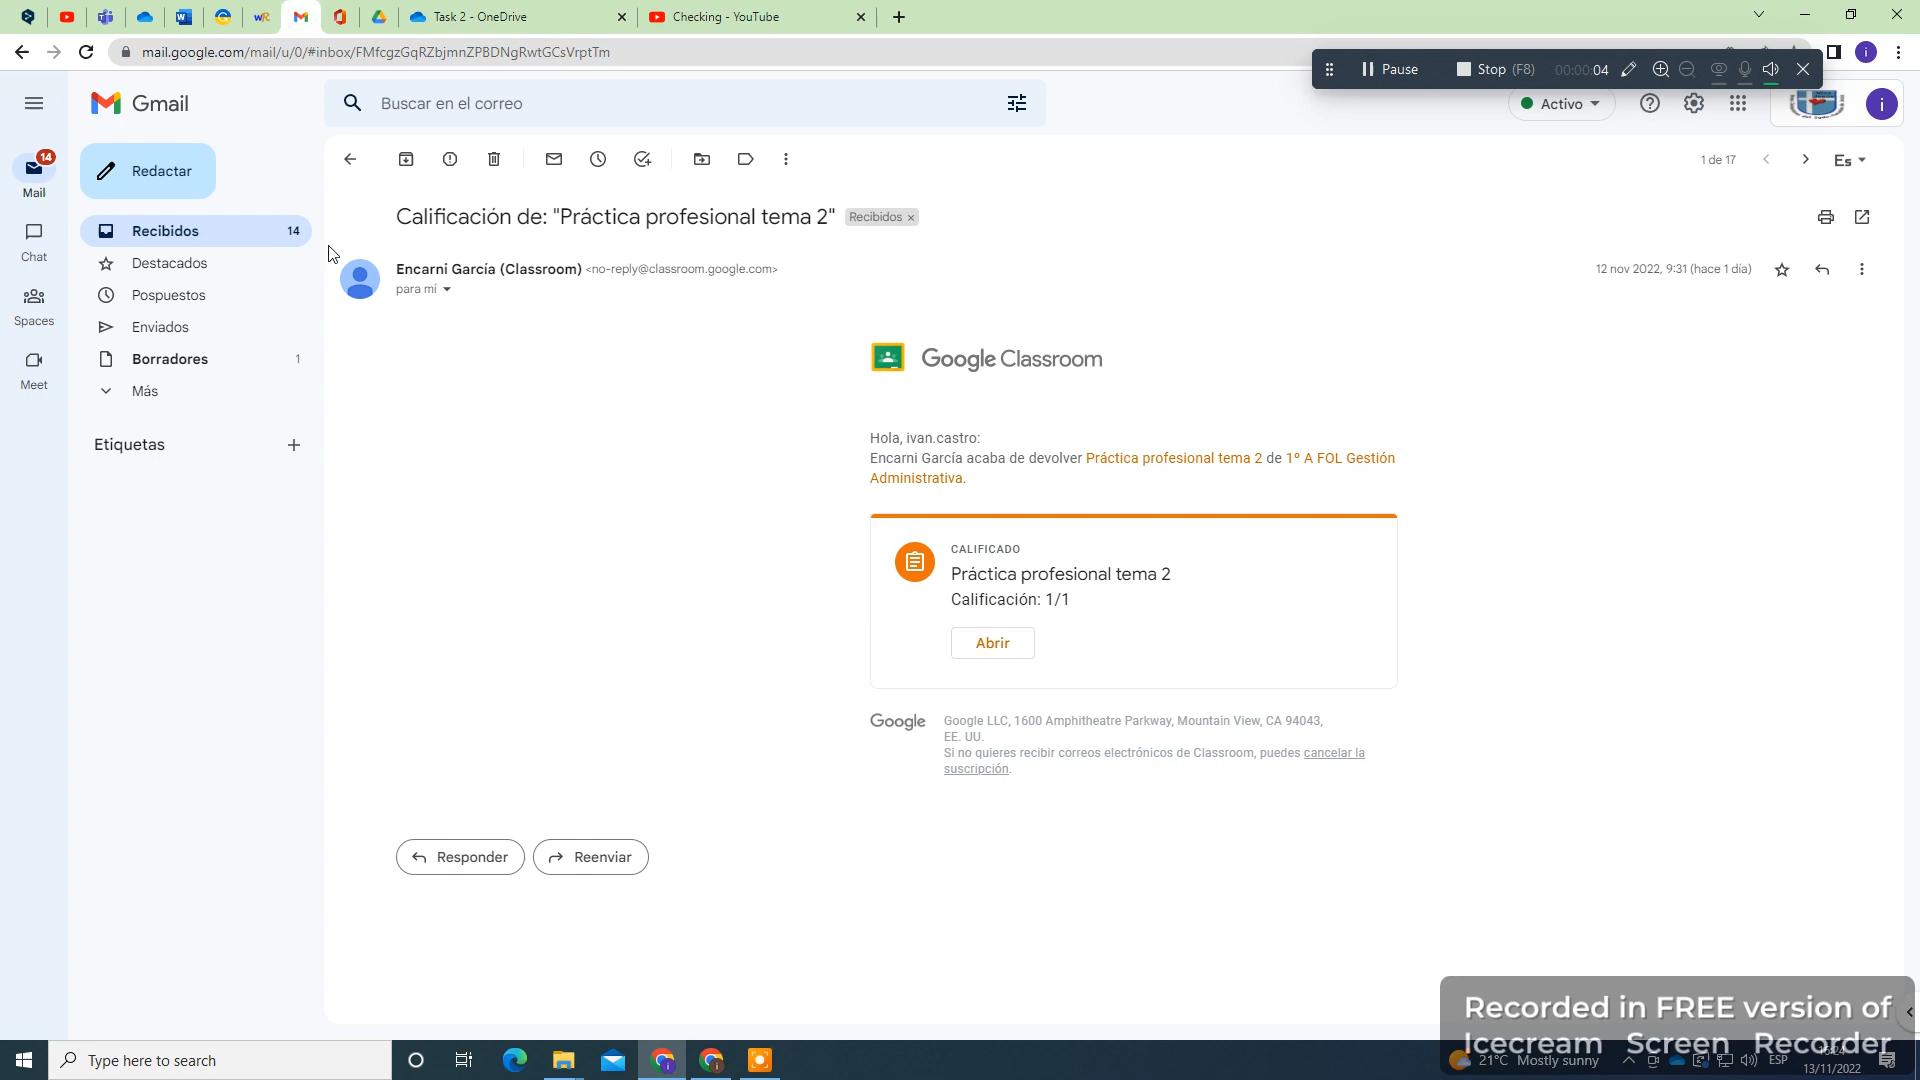 Task 2 - OneDrive
Checking - YouTube
mail.google.com/mail/u/0/#inbox/FMfcgzGqRZbjmnZPBDNgRwtGCsVrptTm
Pause
Stop (F8)
00:00:04
i
Gmail
Buscar en el correo
Activo
i
14
Mail
Chat
Spaces
Meet
Redactar
Recibidos 14
Destacados
Pospuestos
Enviados
Borradores 1
Más
Etiquetas
1 de 17
Es
Calificación de: "Práctica profesional tema 2"
Recibidos
Encarni García (Classroom) <no-reply@classroom.google.com>
para mí
12 nov 2022, 9:31 (hace 1 día)
Google Classroom
Hola, ivan.castro:
Encarni García acaba de devolver Práctica profesional tema 2 de 1º A FOL Gestión
Administrativa.
CALIFICADO
Práctica profesional tema 2
Calificación: 1/1
Abrir
Google
Google LLC, 1600 Amphitheatre Parkway, Mountain View, CA 94043,
EE. UU.
Si no quieres recibir correos electrónicos de Classroom, puedes cancelar la
suscripción.
Responder
Reenviar
Recorded in FREE version of
Icecream Screen Recorder
Type here to search
21°C Mostly sunny
ESP
13/11/2022